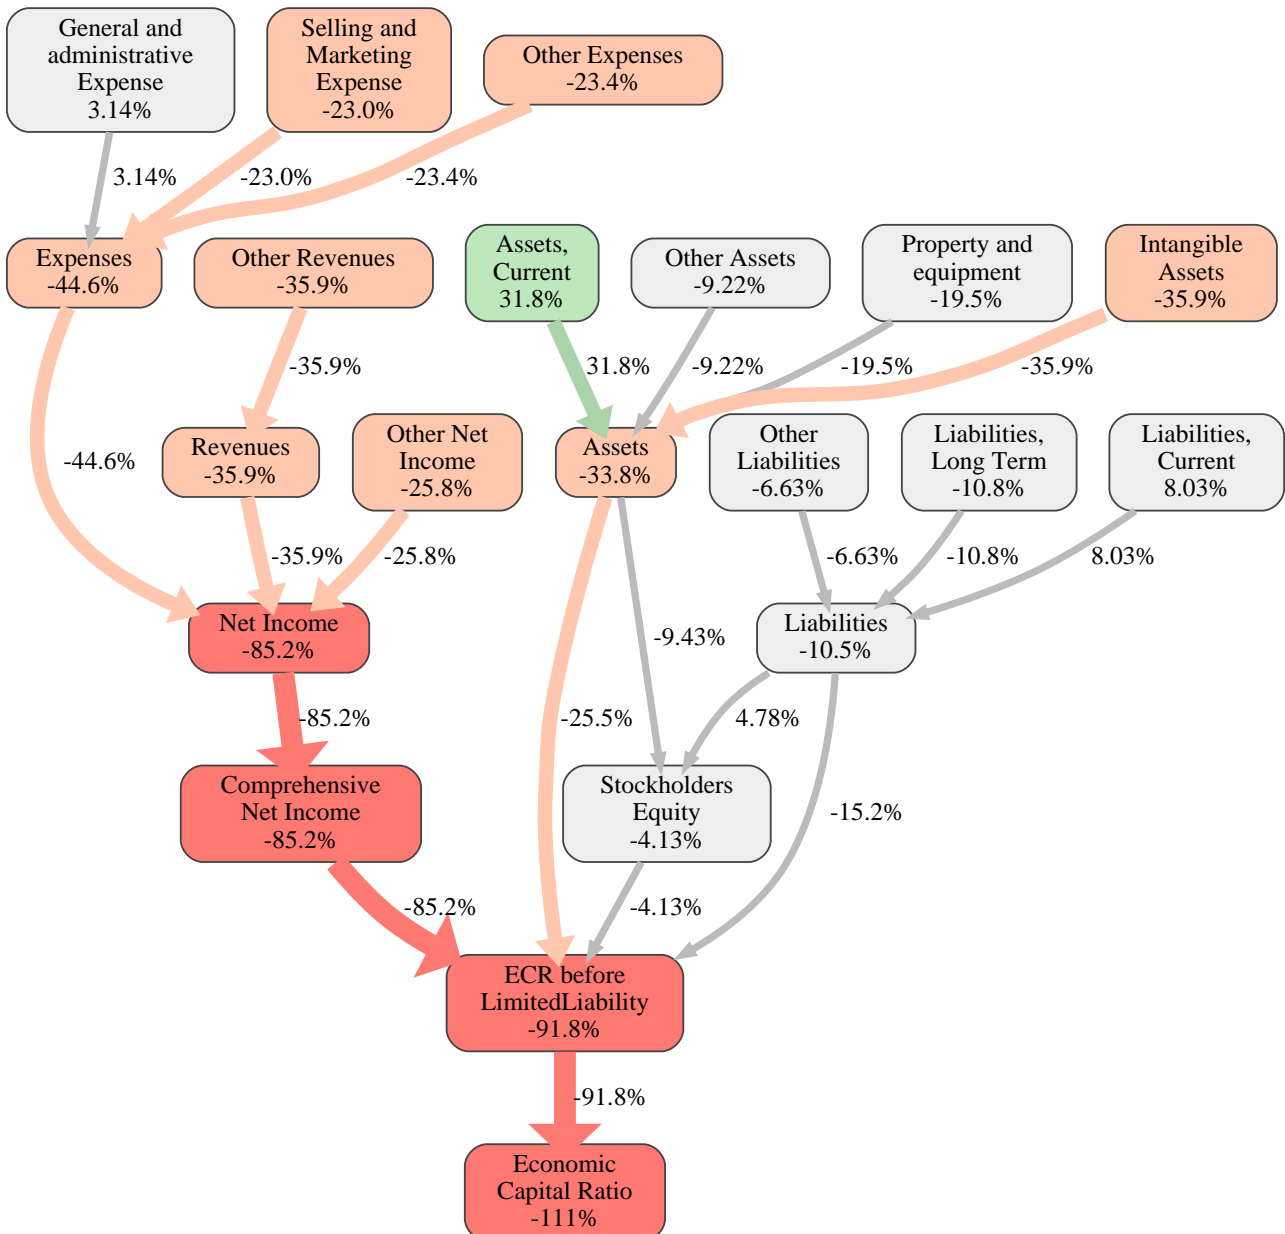 General and
administrative
Expense
3.14%
Selling and
Marketing
Expense
-23.0%
Other Expenses
-23.4%
3.14%
-23.0%
-23.4%
Expenses
-44.6%
Other Revenues
-35.9%
Assets,
Current
31.8%
Other Assets
-9.22%
Property and
equipment
-19.5%
Intangible
Assets
-35.9%
-35.9%
31.8%
-9.22%
-19.5%
-35.9%
-44.6%
Revenues
-35.9%
Other Net
Income
-25.8%
Assets
-33.8%
Other
Liabilities
-6.63%
Liabilities,
Long Term
-10.8%
Liabilities,
Current
8.03%
-35.9%
-25.8%
-6.63%
-10.8%
8.03%
Net Income
-85.2%
-9.43%
Liabilities
-10.5%
-85.2%
-25.5%
4.78%
Comprehensive
Net Income
-85.2%
Stockholders
Equity
-4.13%
-15.2%
-85.2%
-4.13%
ECR before
LimitedLiability
-91.8%
-91.8%
Economic
Capital Ratio
-111%